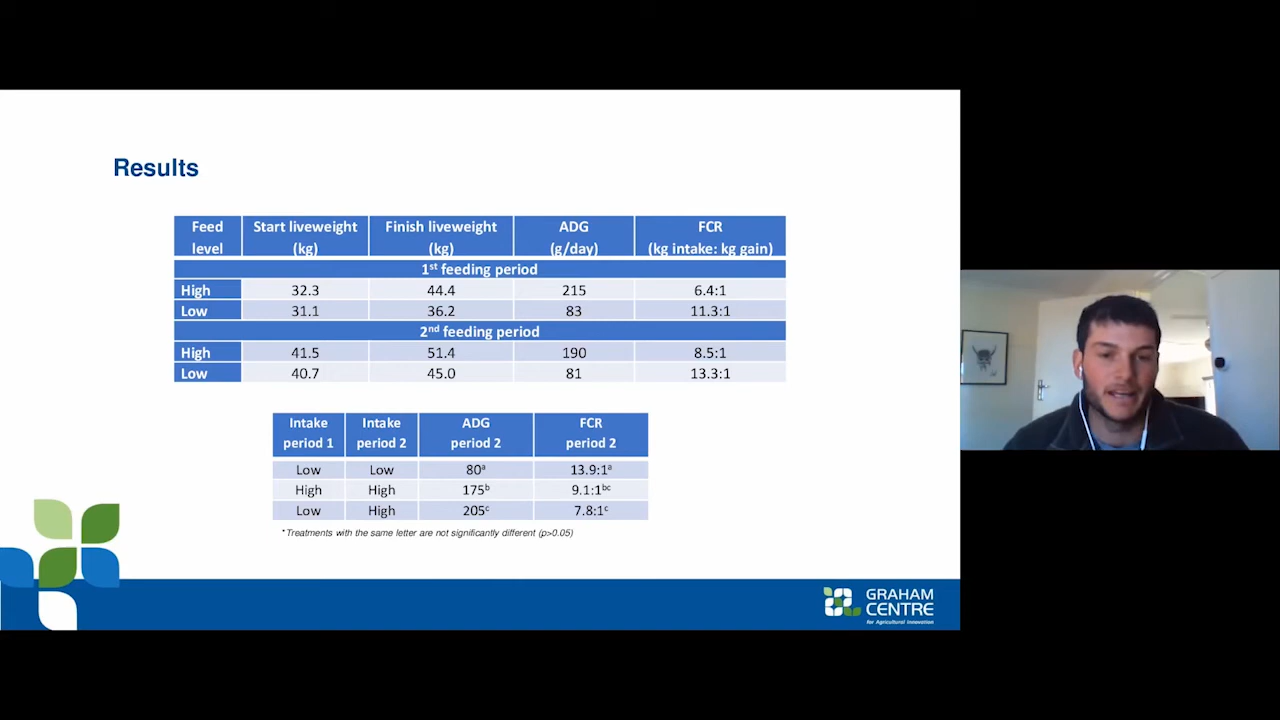 Results
Feed level Start liveweight (kg) Finish liveweight (kg) ADG (g/day) FCR (kg intake: kg gain)
1st feeding period
High 32.3 44.4 215 6.4:1
Low 31.1 36.2 83 11.3:1
2nd feeding period
High 41.5 51.4 190 8.5:1
Low 40.7 45.0 81 13.3:1
Intake period 1 Intake period 2 ADG period 2 FCR period 2
Low Low 80a 13.9:1a
High High 175b 9.1:1bc
Low High 205c 7.8:1c
*Treatments with the same letter are not significantly different (p>0.05)
GRAHAM
CENTRE
for Agricultural Innovation